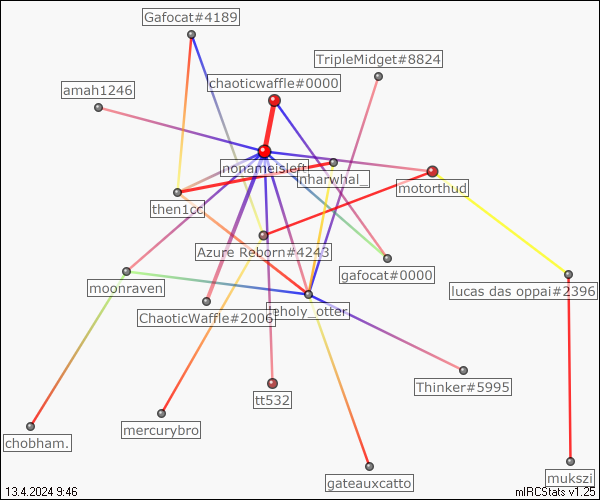 Gafocat#4189
TripleMidget#8824
chaoticwaffle#0000
amah1246
nonameisleft
nharwhal_
motorthud
then1cc
Azure Reborn#4243
gafocat#0000
moonraven
lucas das oppai#2396
ChaoticWaffle#2006
leholy_otter
Thinker#5995
tt532
mercurybro
chobham.
gateauxcatto
mukszi
13.4.2024 9:46
mIRCStats v1.25